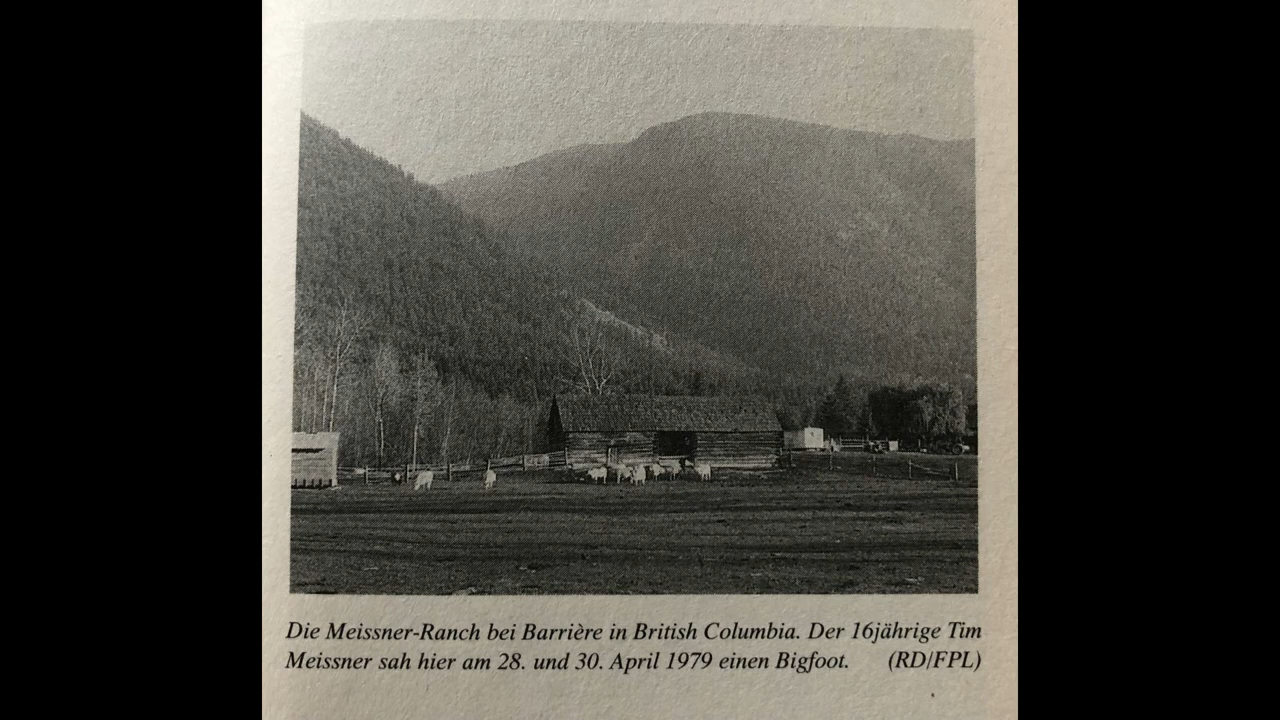 Die Meissner-Ranch bei Barrière in British Columbia. Der 16jährige Tim
Meissner sah hier am 28. und 30. April 1979 einen Bigfoot. (RD/FPL)